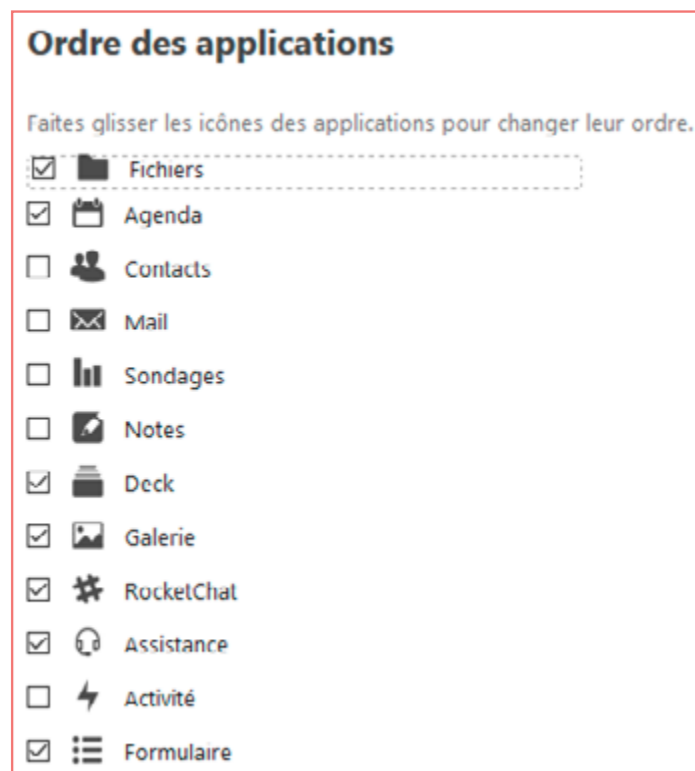 Ordre des applications
Faites glisser les icônes des applications pour changer leur ordre.
Fichiers
Agenda
Contacts
Mail
Sondages
Notes
Deck
Galerie
RocketChat
Assistance
Activité
Formulaire